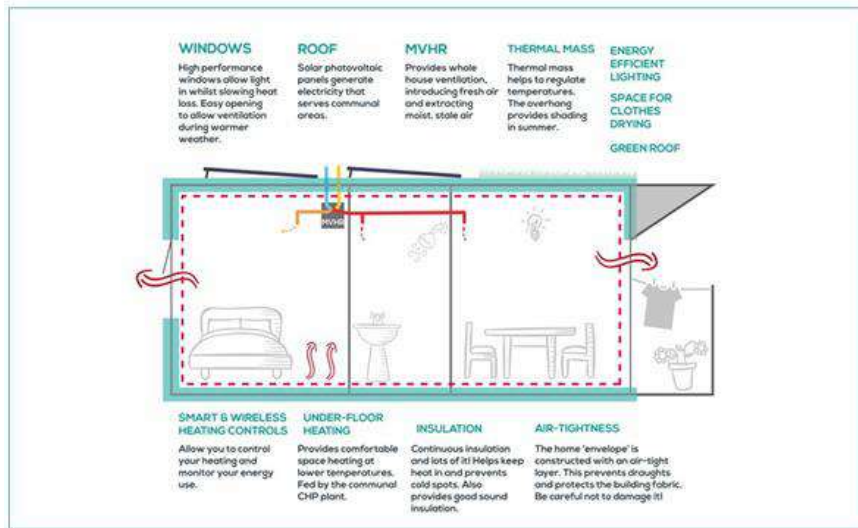 WINDOWS
High performance
windows allow light
in whilst slowing heat
loss. Easy opening
to allow ventilation
during warmer
weather.
ROOF
Solar photovoltaic
panels generate
electricity that
serves communal
areas.
MVHR
Provides whole
house ventilation,
introducing fresh air
and extracting
moist, stale air
THERMAL MASS
Thermal mass
helps to regulate
temperatures.
The overhang
provides shading
in summer.
ENERGY
EFFICIENT
LIGHTING
SPACE FOR
CLOTHES
DRYING
GREEN ROOF
MVHR
SMART & WIRELESS
HEATING CONTROLS
Allow you to control
your heating and
monitor your energy
use.
UNDER-FLOOR
HEATING
Provides comfortable
space heating at
lower temperatures.
Fed by the communal
CHP plant.
INSULATION
Continuous insulation
and lots of it! Helps keep
heat in and prevents
cold spots. Also
provides good sound
insulation.
AIR-TIGHTNESS
The home 'envelope' is
constructed with an air-tight
layer. This prevents draughts
and protects the building fabric.
Be careful not to damage it!